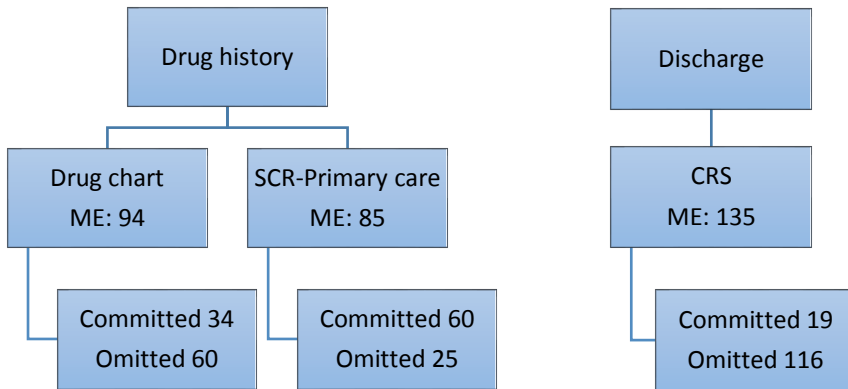 Drug history
Discharge
Drug chart
ME: 94
SCR-Primary care
ME: 85
CRS
ME: 135
Committed 34
Omitted 60
Committed 60
Omitted 25
Committed 19
Omitted 116